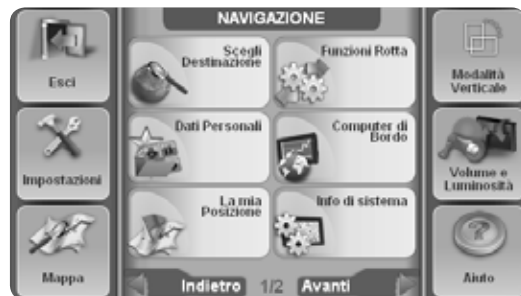 NAVIGAZIONE
Esci
Scegli
Destinazione
Funzioni Rotta
Modalità
Verticale
Impostazioni
Dati Personali
Computer di
Bordo
Volume e
Luminosità
Mappa
La mia
Posizione
Info di sistema
Aiuto
Indietro 1/2 Avanti